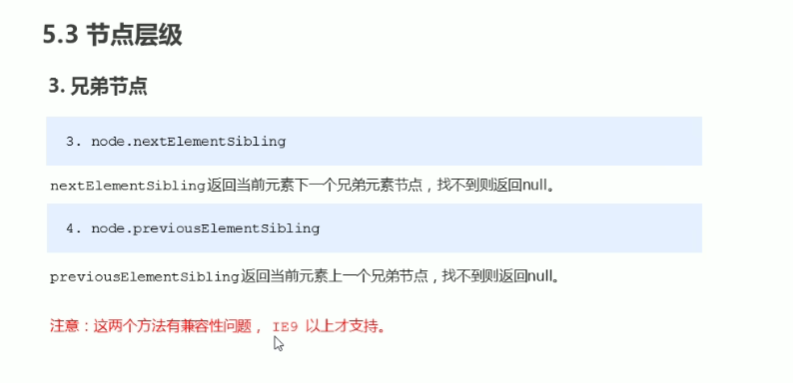 5.3 节点层级
3. 兄弟节点
3. node.nextElementSibling
nextElementSibling返回当前元素下一个兄弟元素节点，找不到则返回null。
4. node.previousElementSibling
previousElementSibling返回当前元素上一个兄弟节点，找不到则返回null。
注意：这两个方法有兼容性问题， IE9 以上才支持。